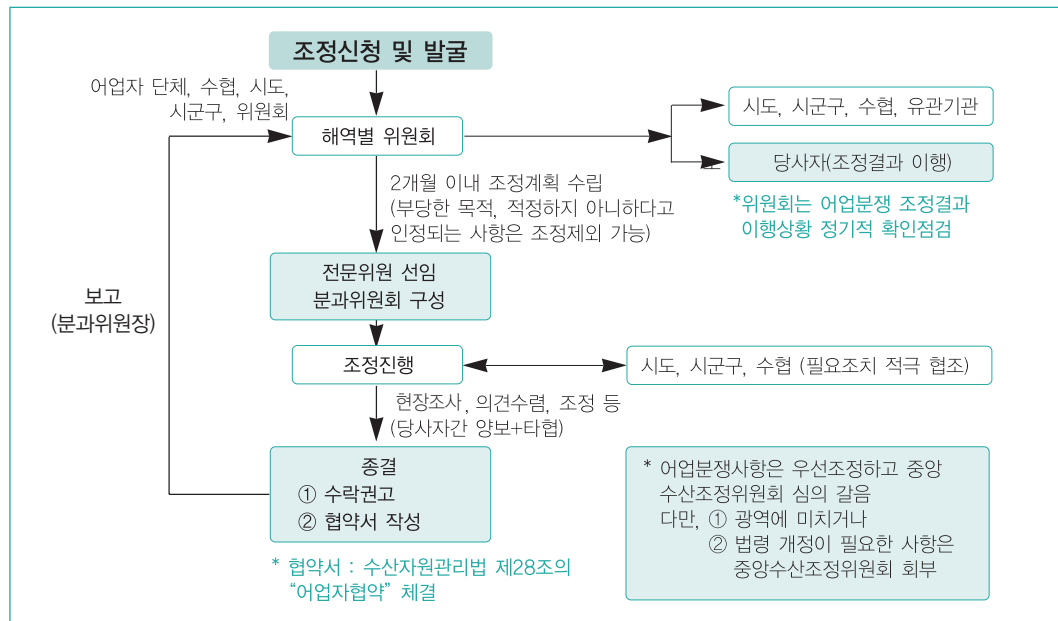 조정신청 및 발굴
어업자 단체, 수협, 시도,
시군구, 위원회
해역별 위원회
시도, 시군구, 수협, 유관기관
당사자(조정결과 이행)
*위원회는 어업분쟁 조정결과
이행상황 정기적 확인점검
2개월 이내 조정계획 수립
(부당한 목적, 적정하지 아니하다고
인정되는 사항은 조정제외 가능)
전문위원 선임
분과위원회 구성
보고
(분과위원장)
조정진행
시도, 시군구, 수협 (필요조치 적극 협조)
현장조사, 의견수렴, 조정 등
(당사자간 양보+타협)
종결
① 수락권고
② 협약서 작성
* 협약서 : 수산자원관리법 제28조의
“어업자협약” 체결
* 어업분쟁사항은 우선조정하고 중앙
수산조정위원회 심의 갈음
다만, ① 광역에 미치거나
② 법령 개정이 필요한 사항은
중앙수산조정위원회 회부